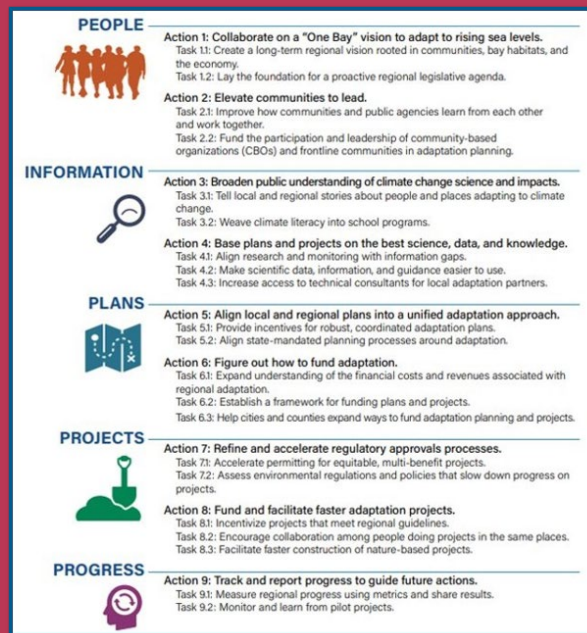 PEOPLE
Action 1: Collaborate on a "One Bay" vision to adapt to rising sea levels.
Task 1.1: Create a long-term regional vision rooted in communities, bay habitats, and
the economy.
Task 1.2: Lay the foundation for a proactive regional legislative agenda.
Action 2: Elevate communities to lead.
Task 2.1: Improve how communities and public agencies learn from each other
and work together.
Task 2.2: Fund the participation and leadership of community-based
organizations (CBOs) and frontline communities in adaptation planning.
INFORMATION
Action 3: Broaden public understanding of climate change science and impacts.
Task 3.1: Tell local and regional stories about people and places adapting to climate
change.
Task 3.2: Weave climate literacy into school programs.
Action 4: Base plans and projects on the best science, data, and knowledge.
Task 4.1: Align research and monitoring with information gaps.
Task 4.2: Make scientific data, information, and guidance easier to use.
Task 4.3: Increase access to technical consultants for local adaptation partners.
PLANS
Action 5: Align local and regional plans into a unified adaptation approach.
Task 5.1: Provide incentives for robust, coordinated adaptation plans.
Task 5.2: Align state-mandated planning processes around adaptation.
Action 6: Figure out how to fund adaptation.
Task 6.1: Expand understanding of the financial costs and revenues associated with
regional adaptation.
Task 6.2: Establish a framework for funding plans and projects.
Task 6.3: Help cities and counties expand ways to fund adaptation planning and projects.
PROJECTS
Action 7: Refine and accelerate regulatory approvals processes.
Task 7.1: Accelerate permitting for equitable, multi-benefit projects.
Task 7.2: Assess environmental regulations and policies that slow down progress on
projects.
Action 8: Fund and facilitate faster adaptation projects.
Task 8.1: Incentivize projects that meet regional guidelines.
Task 8.2: Encourage collaboration among people doing projects in the same places.
Task 8.3: Facilitate faster construction of nature-based projects.
PROGRESS
Action 9: Track and report progress to guide future actions.
Task 9.1: Measure regional progress using metrics and share results.
Task 9.2: Monitor and learn from pilot projects.